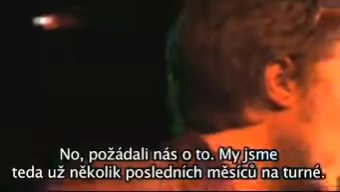 No, požádali nás o to. My jsme
teda už několik posledních měsíců na turné.